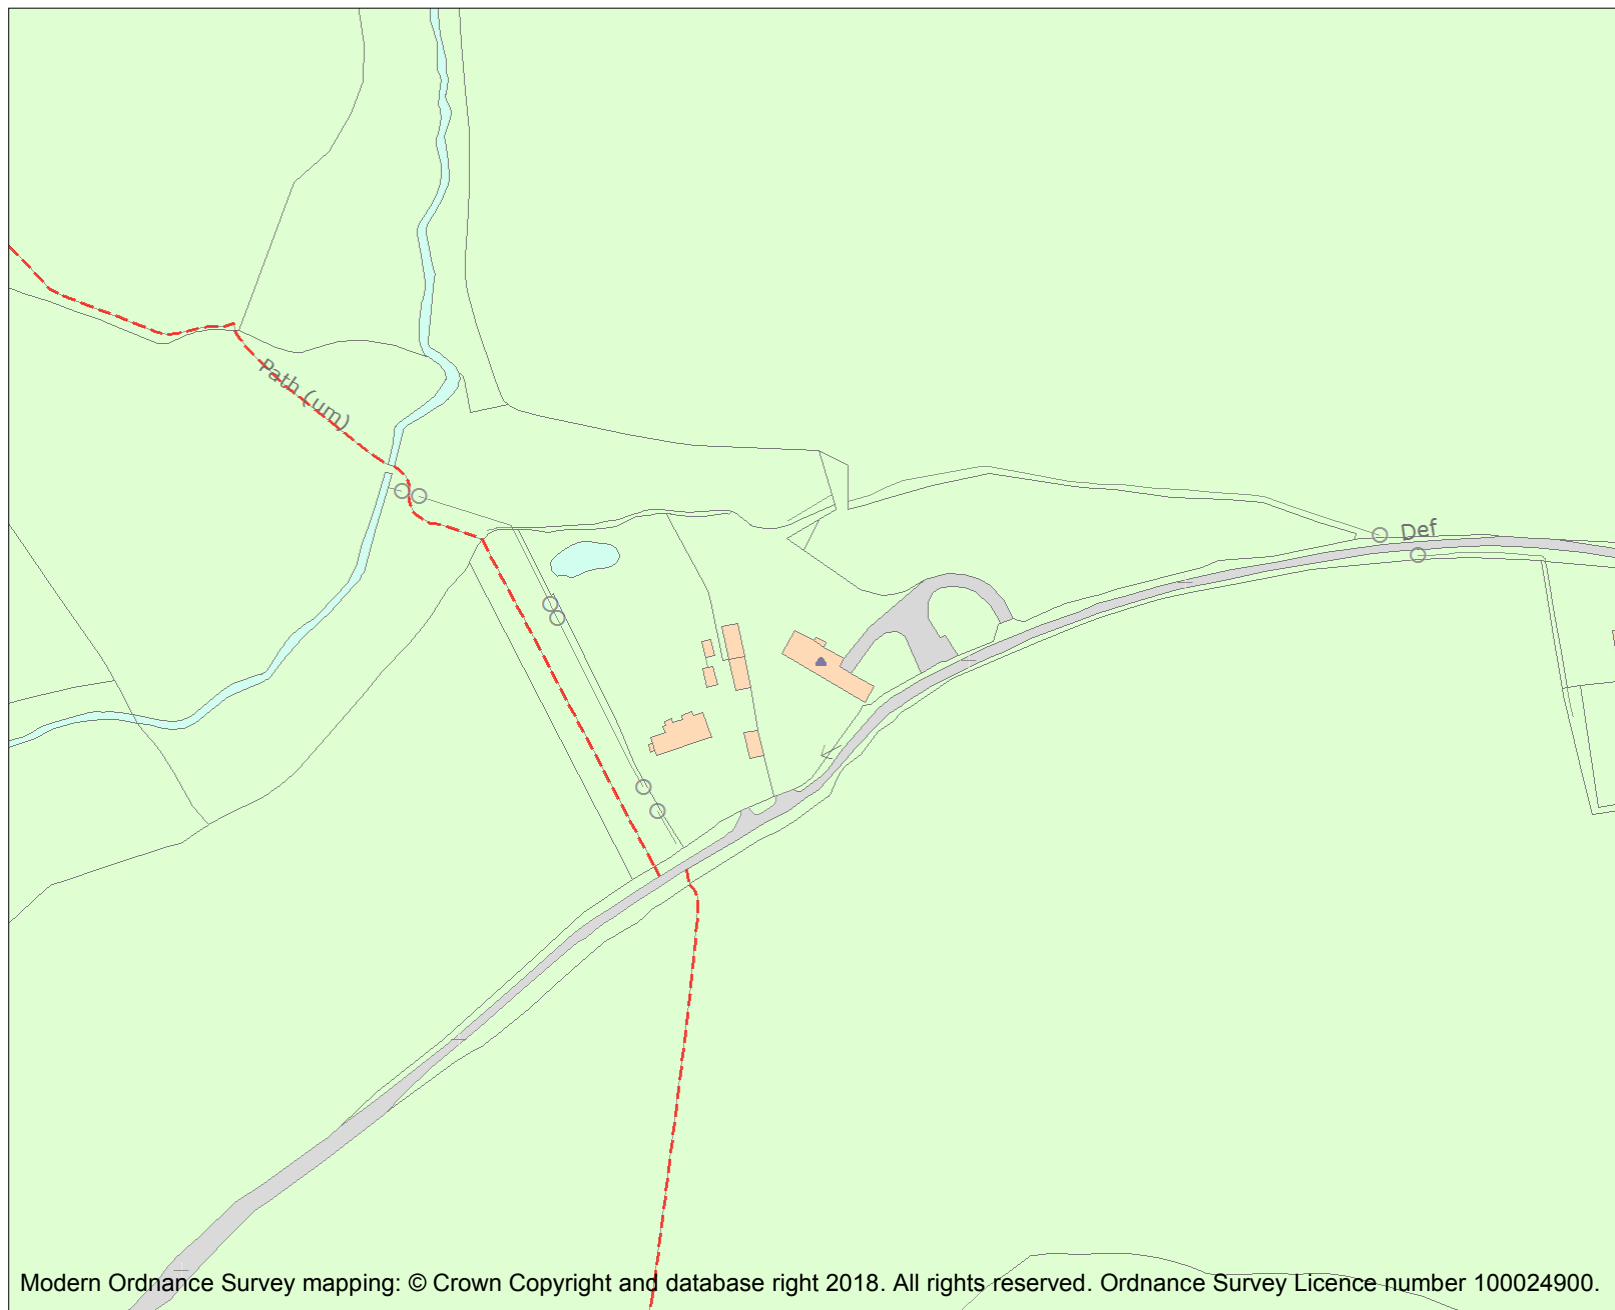 Path (um)
Def
Modern Ordnance Survey mapping: © Crown Copyright and database right 2018. All rights reserved. Ordnance Survey Licence number 100024900.